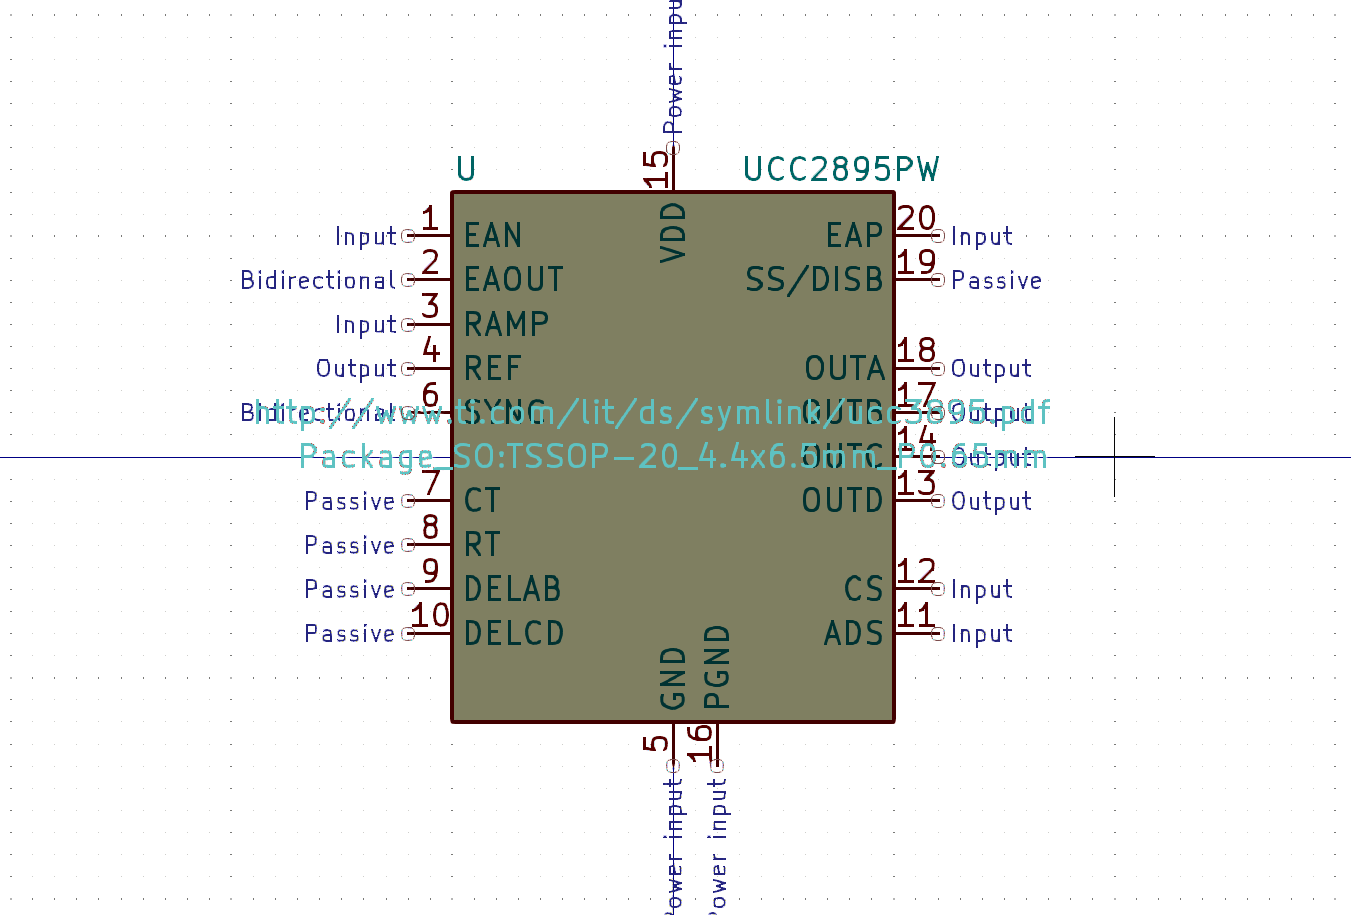 Power input
15
U
UCC2895PW
VDD
Input 1 EAN
EAP 20 Input
Bidirectional 2 EAOUT
SS/DISB 19 Passive
Input 3 RAMP
Output 4 REF
OUTA 18 Output
Bidirectional 6 SYNC
OUTB 17 Output
http://www.ti.com/lit/ds/symlink/ucc3895.pdf
OUTC 14 Output
Package_SO:TSSOP-20_4.4x6.5mm_P0.65mm
Passive 7 CT
OUTD 13 Output
Passive 8 RT
Passive 9 DELAB
CS 12 Input
Passive 10 DELCD
ADS 11 Input
GND
PGND
5
16
Power input
Power input